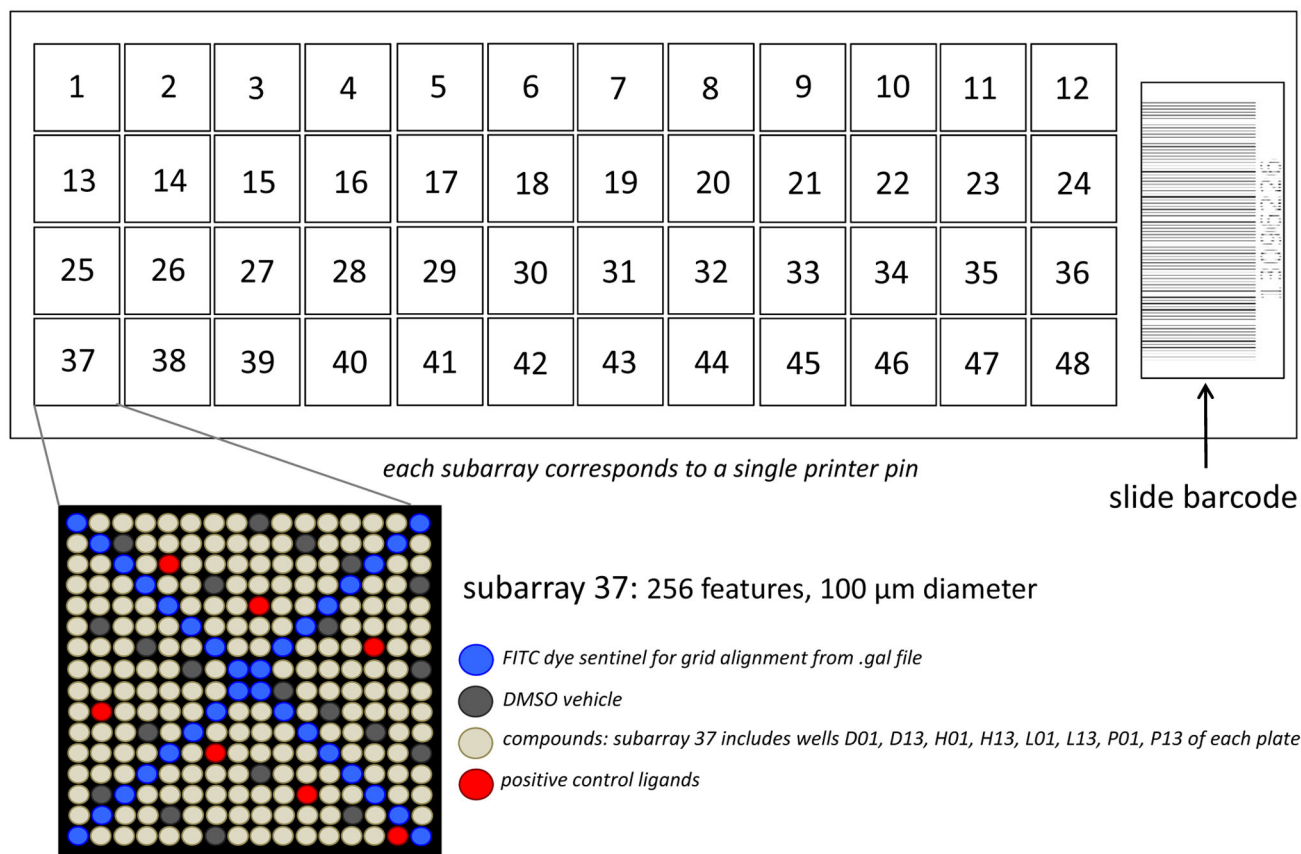 1 2 3 4 5 6 7 8 9 10 11 12
13 14 15 16 17 18 19 20 21 22 23 24
25 26 27 28 29 30 31 32 33 34 35 36
37 38 39 40 41 42 43 44 45 46 47 48
each subarray corresponds to a single printer pin
slide barcode
subarray 37: 256 features, 100 µm diameter
FITC dye sentinel for grid alignment from .gal file
DMSO vehicle
compounds: subarray 37 includes wells D01, D13, H01, H13, L01, L13, P01, P13 of each plate
positive control ligands